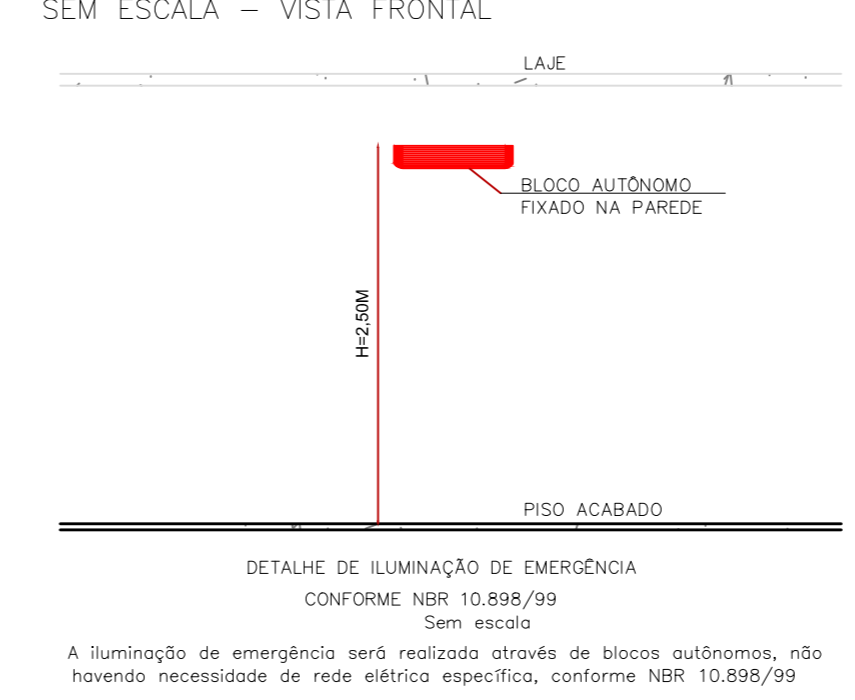 SEM ESCALA – VISTA FRONTAL
LAJE
BLOCO AUTÔNOMO
FIXADO NA PAREDE
H=2,50M
PISO ACABADO
DETALHE DE ILUMINAÇÃO DE EMERGÊNCIA
CONFORME NBR 10.898/99
Sem escala
A iluminação de emergência será realizada através de blocos autônomos, não
havendo necessidade de rede elétrica específica, conforme NBR 10.898/99